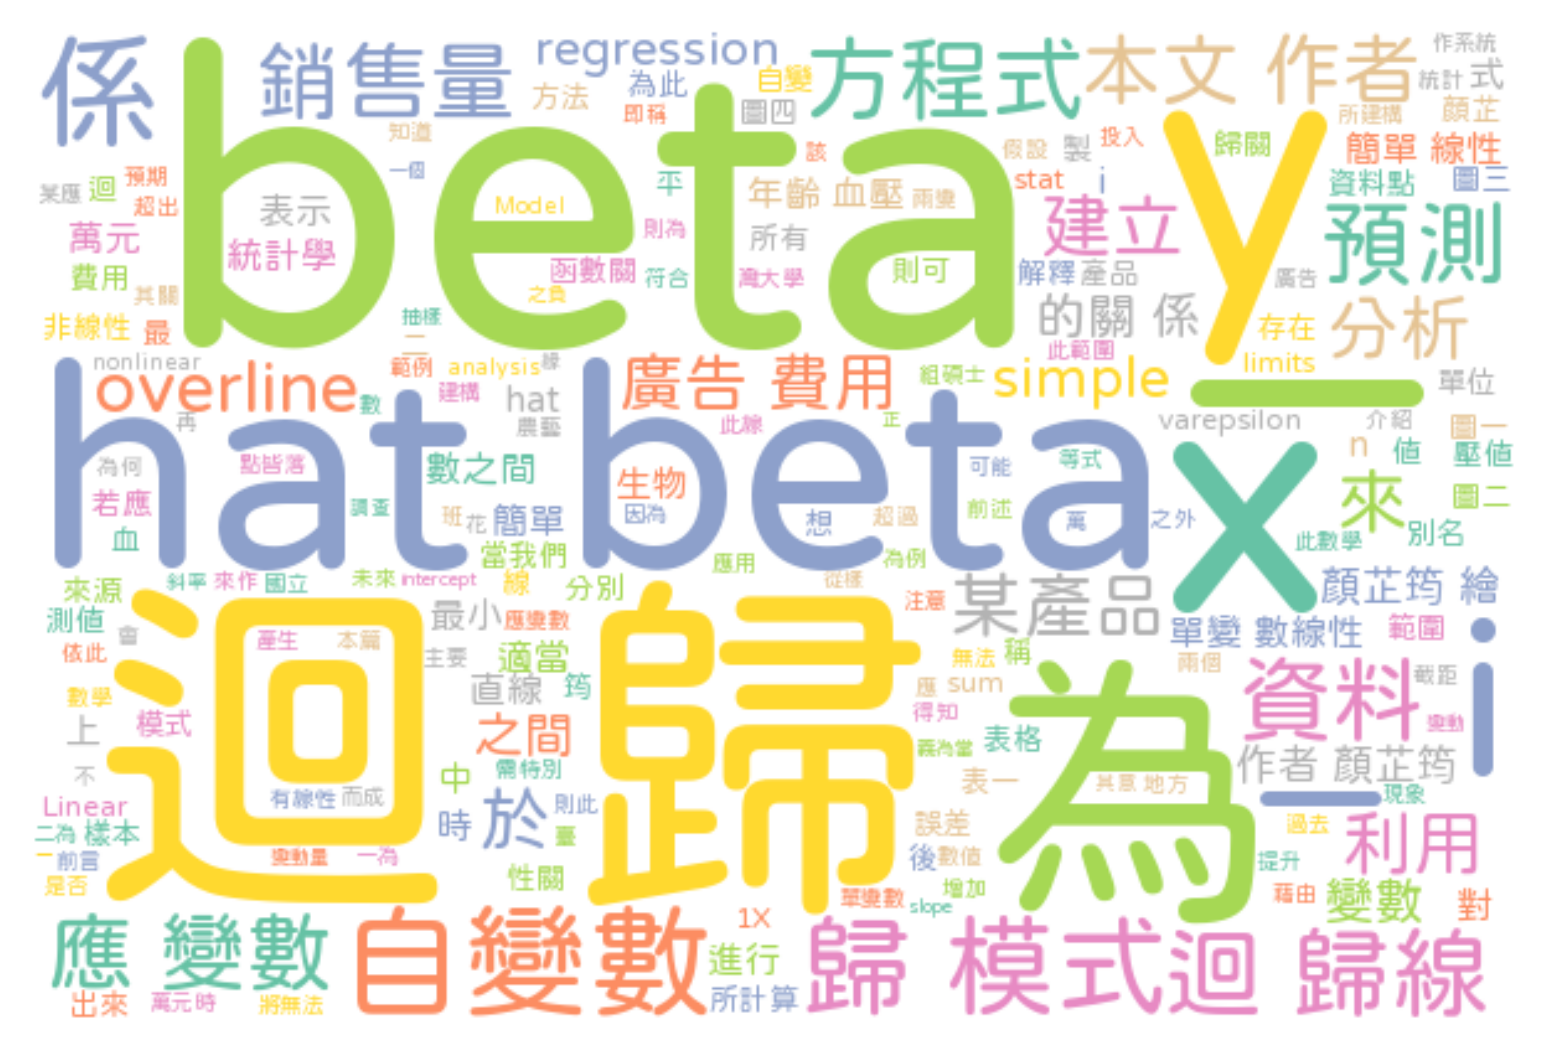 係
銷售量
regression
方程式
本文 作者
作系統
統計
式
為此
自變
方法
即稱
圖四
所建構
顏芷
beta
知道
一個
該
假設
製
投入
歸關
簡單 線性
y
某應
迴
預期
超出
表示
Model
平
年齡 血壓
兩變
stat
i
資料點
圖三
萬元
統計學
則為
所有
建立
預測
費用
其關
函數關
符合
灣大學
則可
解釋
產品
廣告
之負
非線性
最
抽樣
二
的關 係
存在
分析
此範圍
nonlinear
overline
數
範例
analysis
線
廣告 費用
組碩士
simple
limits
單位
建構
hat
農藝
再
此線
正
varepsilon
介紹
圖一
hat beta
x
為何
點皆落
數之間
生物
可能
等式
n
值
壓值
若應
調查
班
花
簡單
因為
想
超過
前述
萬
之外
來
圖二
血
當我們
應用
為例
此數學
別名
來源
斜率
來作
國立
未來
intercept
線
分別
從樣
某產品
顏芷筠 繪
測值
會
產生
本篇
最小
應變數
注意
單變 數線性
範圍
i
依此
主要
適當
無法
稱
兩個
迴歸
為
數學
模式
直線
筠
應
sum
資料
截距
上
之間
得知
義為當
表格
變動
不
中
需特別
表一
其意
地方
作者 顏芷筠
Linear
有線性
而成
時
於
則此
現象
二為
樣本
臺
誤差
過去
利用
一
前言
變動量
一為
後
數值
提升
是否
性關
單變數
增加
slope
藉由
變數
對
應 變數
自變數
1X
進行
歸 模式
迴 歸線
出來
萬元時
將無法
所計算